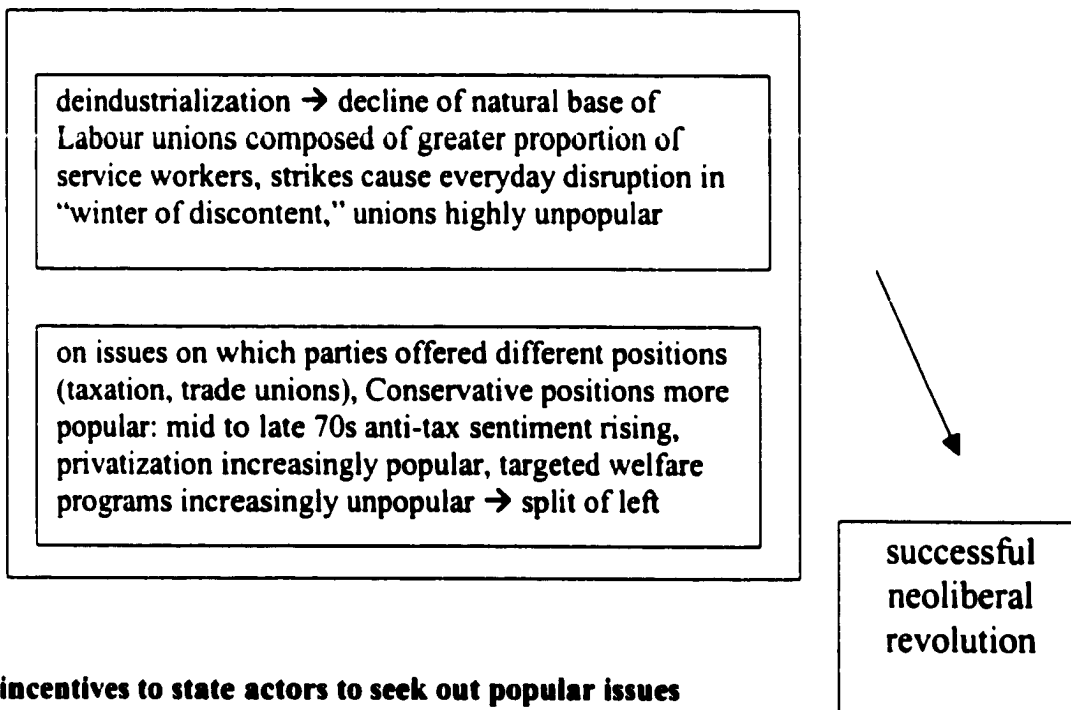 deindustrialization → decline of natural base of
Labour unions composed of greater proportion of
service workers, strikes cause everyday disruption in
“winter of discontent,” unions highly unpopular
on issues on which parties offered different positions
(taxation, trade unions), Conservative positions more
popular: mid to late 70s anti-tax sentiment rising,
privatization increasingly popular, targeted welfare
programs increasingly unpopular → split of left
successful
neoliberal
revolution
incentives to state actors to seek out popular issues